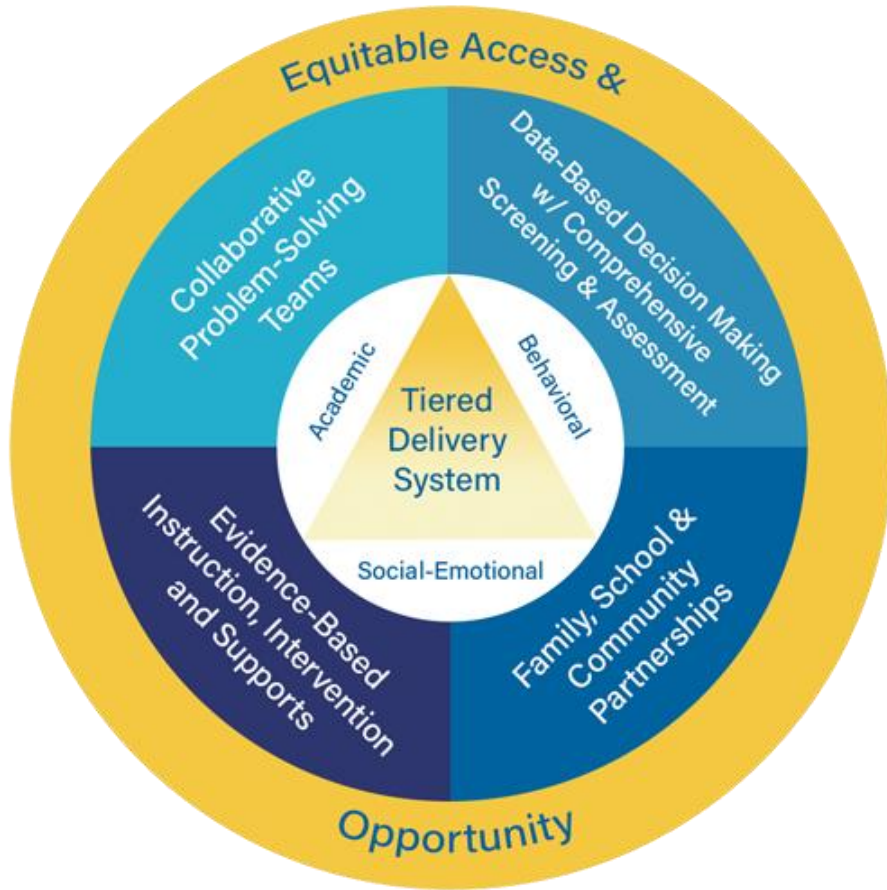 Equitable Access &
Collaborative
Problem-Solving
Teams
Data-Based Decision Making
w/ Comprehensive
Screening & Assessment
Academic
Behavioral
Tiered
Delivery
System
Social-Emotional
Evidence-Based
Instruction, Intervention
and Supports
Family, School &
Community
Partnerships
Opportunity